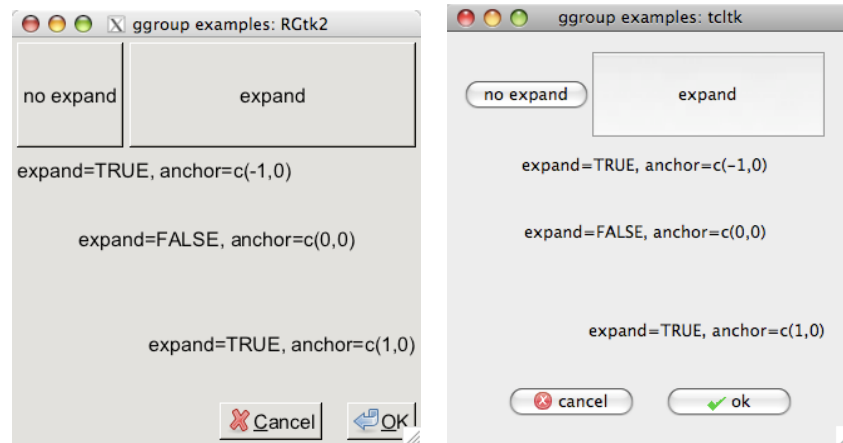 ggroup examples: RGtk2
no expand expand
expand=TRUE, anchor=c(-1,0)
expand=FALSE, anchor=c(0,0)
expand=TRUE, anchor=c(1,0)
Cancel OK
ggroup examples: tcltk
no expand expand
expand=TRUE, anchor=c(-1,0)
expand=FALSE, anchor=c(0,0)
expand=TRUE, anchor=c(1,0)
cancel ok